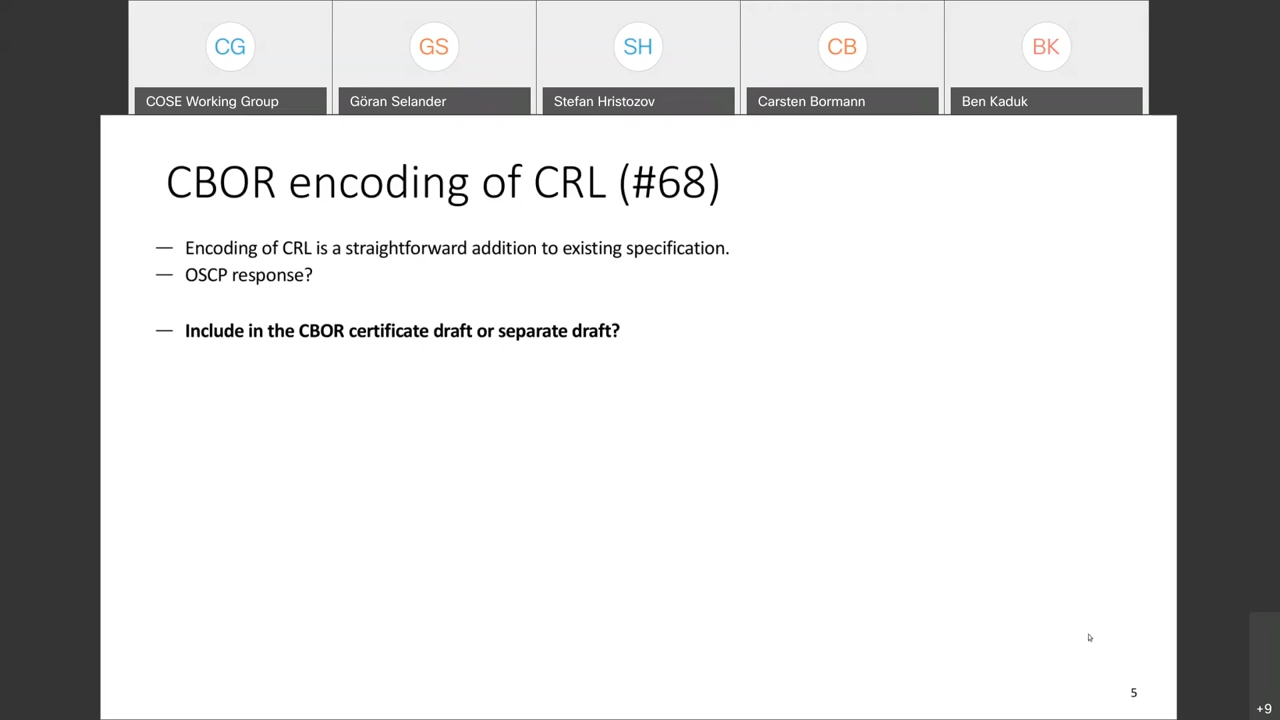 CG
GS
SH
CB
BK
COSE Working Group
Göran Selander
Stefan Hristozov
Carsten Bormann
Ben Kaduk
CBOR encoding of CRL (#68)
— Encoding of CRL is a straightforward addition to existing specification.
— OSCP response?
— Include in the CBOR certificate draft or separate draft?
5
+9